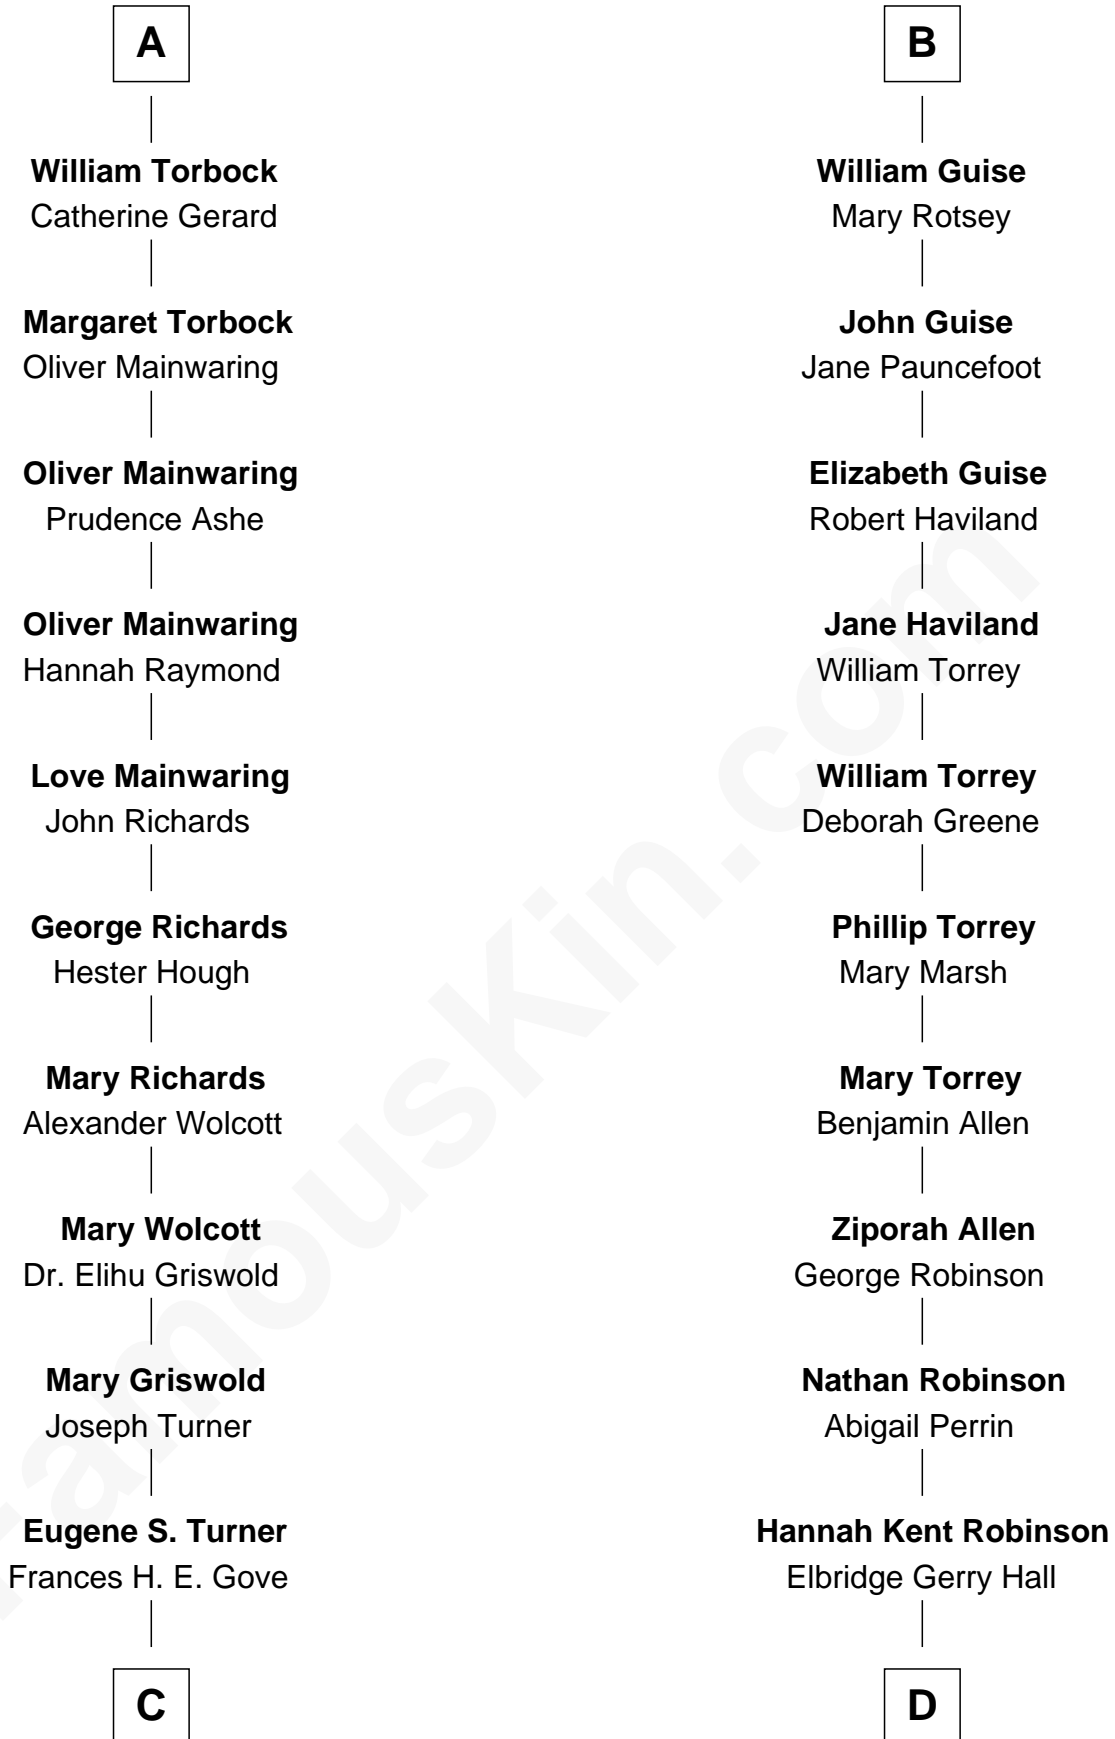 A
William Torbock
Catherine Gerard
Margaret Torbock
Oliver Mainwaring
Oliver Mainwaring
Prudence Ashe
Oliver Mainwaring
Hannah Raymond
Love Mainwaring
John Richards
George Richards
Hester Hough
Mary Richards
Alexander Wolcott
Mary Wolcott
Dr. Elihu Griswold
Mary Griswold
Joseph Turner
Eugene S. Turner
Frances H. E. Gove
C
B
William Guise
Mary Rotsey
John Guise
Jane Pauncefoot
Elizabeth Guise
Robert Haviland
Jane Haviland
William Torrey
William Torrey
Deborah Greene
Phillip Torrey
Mary Marsh
Mary Torrey
Benjamin Allen
Ziporah Allen
George Robinson
Nathan Robinson
Abigail Perrin
Hannah Kent Robinson
Elbridge Gerry Hall
D
FamousKin.com